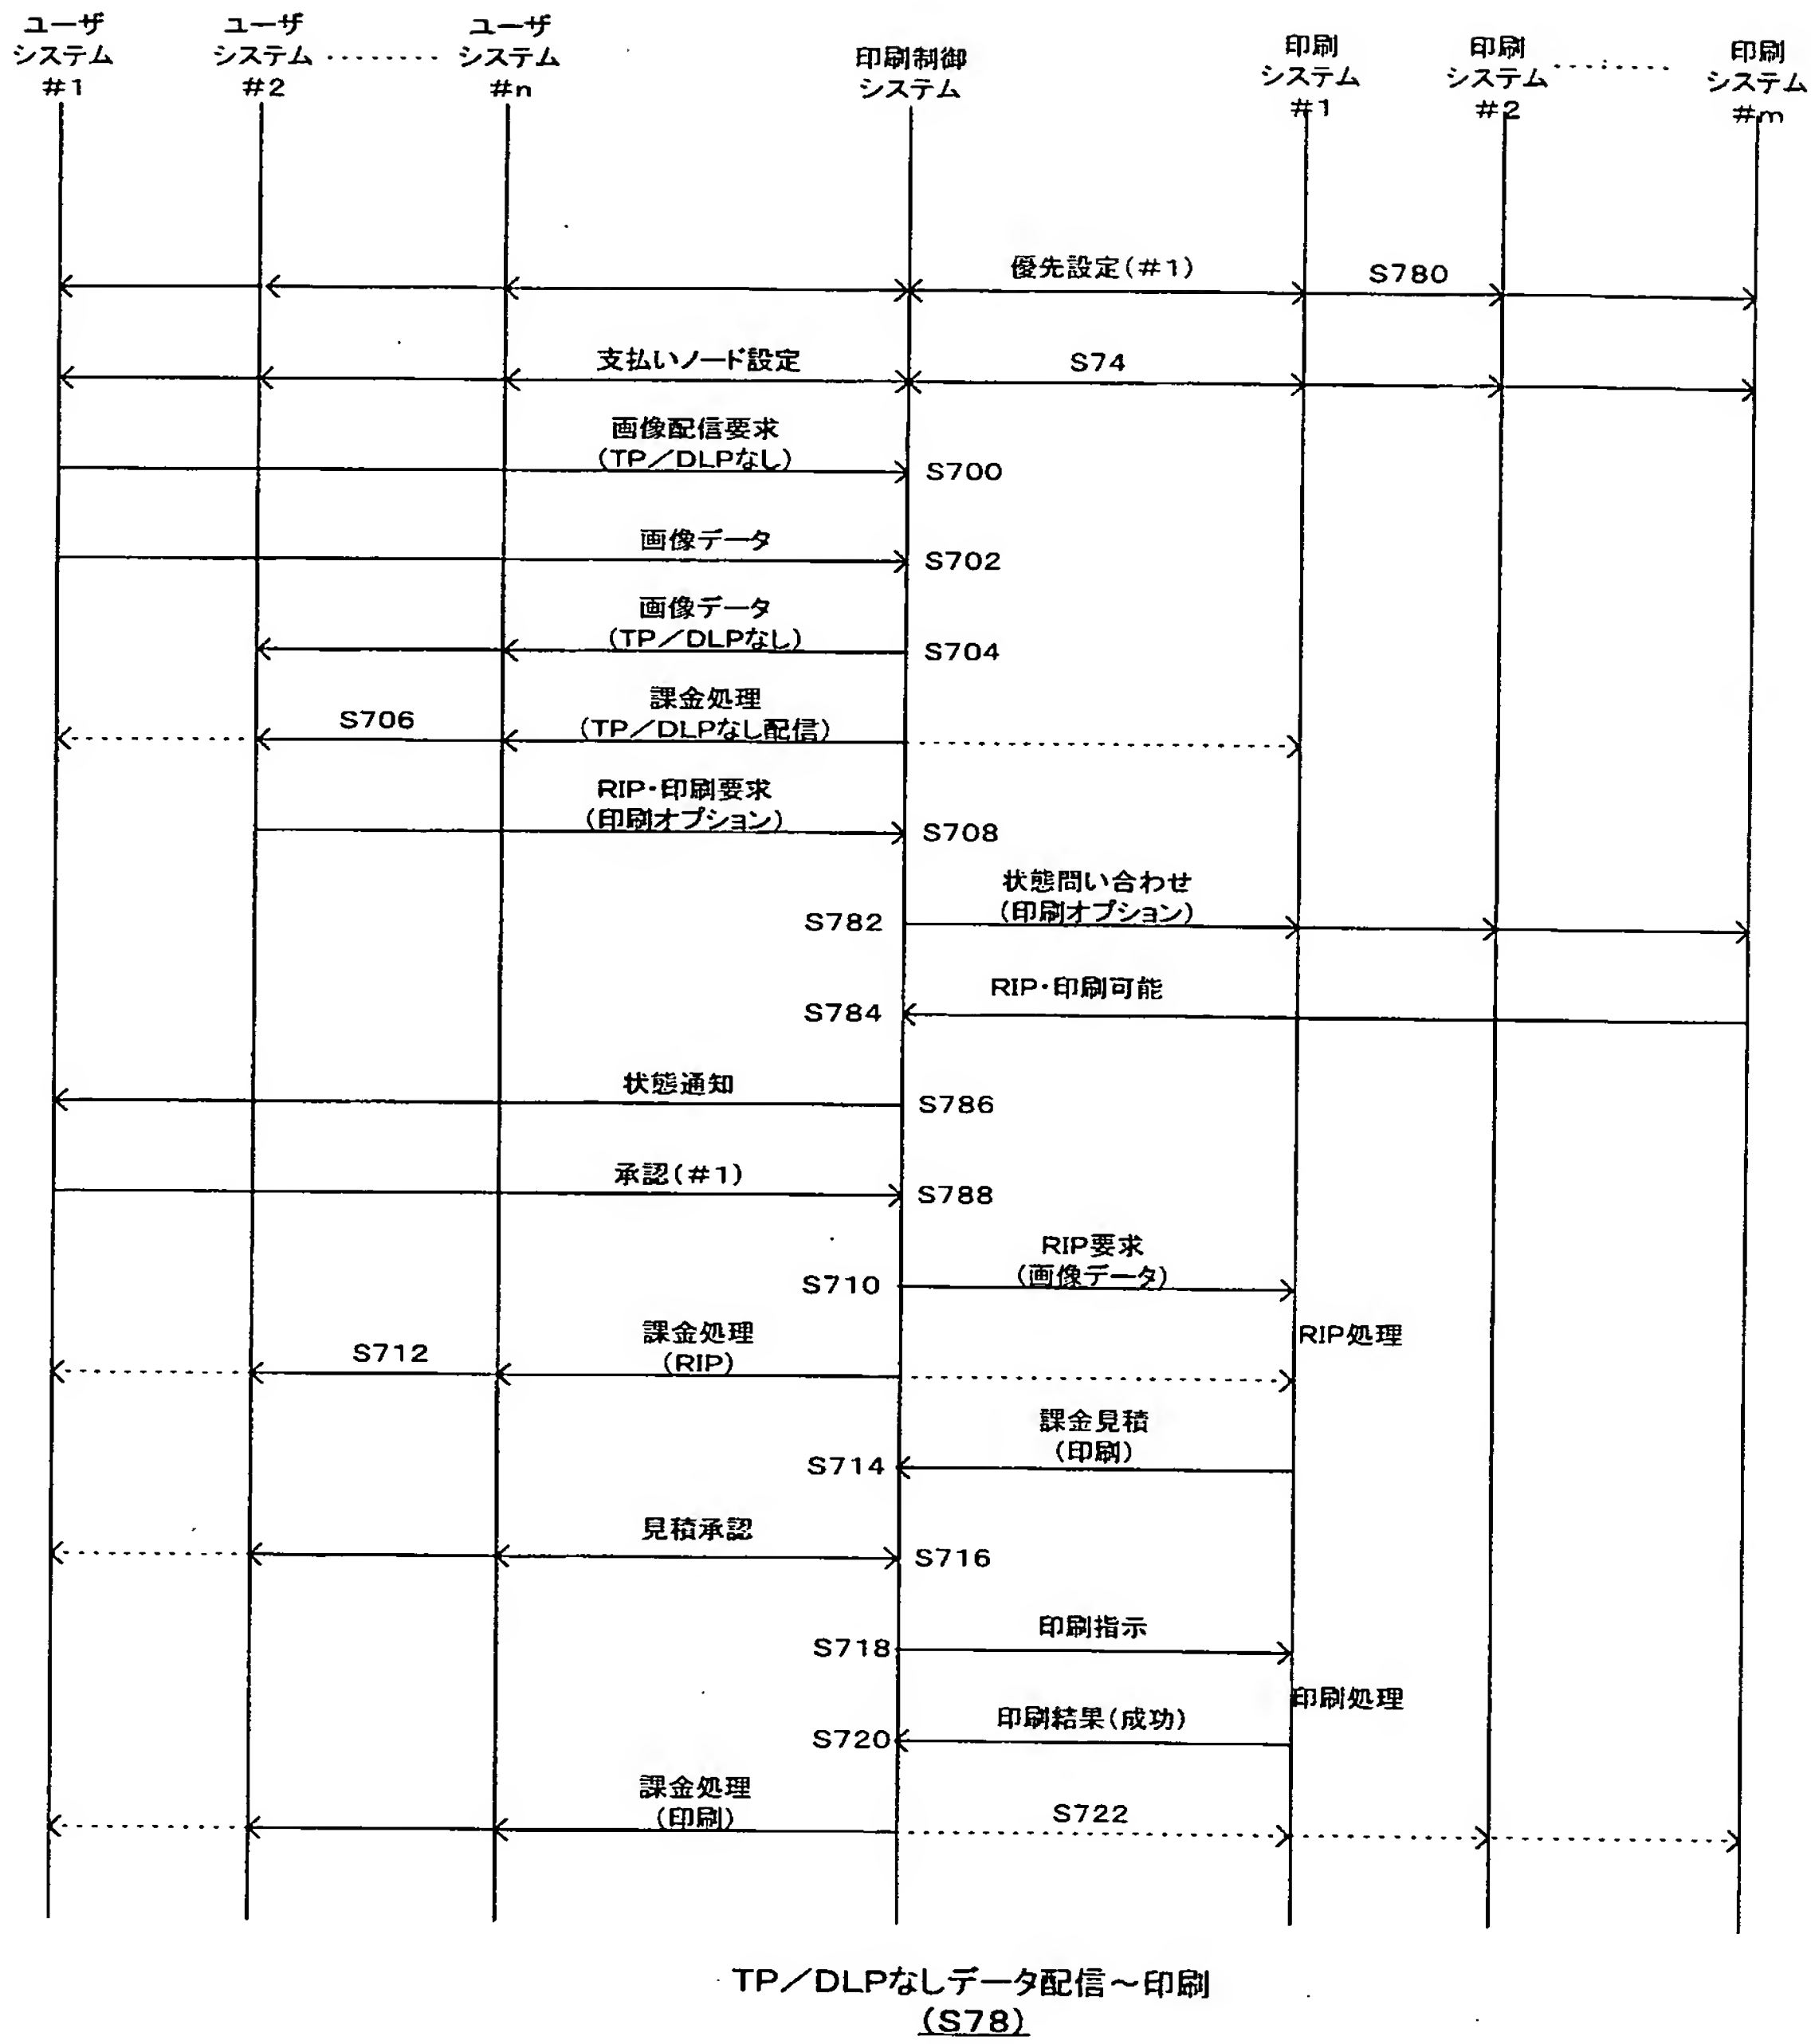 ユーザ
システム
#1
ユーザ
システム
#2
........
ユーザ
システム
#n
印刷制御
システム
印刷
システム
#1
印刷
システム
#2
........
印刷
システム
#m
優先設定(#1)
S780
支払いノード設定
S74
画像配信要求
(TP/DLPなし)
S700
画像データ
S702
画像データ
(TP/DLPなし)
S704
課金処理
(TP/DLPなし配信)
S706
RIP・印刷要求
(印刷オプション)
S708
状態問い合わせ
(印刷オプション)
S782
RIP・印刷可能
S784
状態通知
S786
承認(#1)
S788
RIP要求
(画像データ)
S710
RIP処理
課金処理
(RIP)
S712
課金見積
(印刷)
S714
見積承認
S716
印刷指示
S718
印刷処理
印刷結果(成功)
S720
課金処理
(印刷)
S722
TP/DLPなしデータ配信~印刷
(S78)